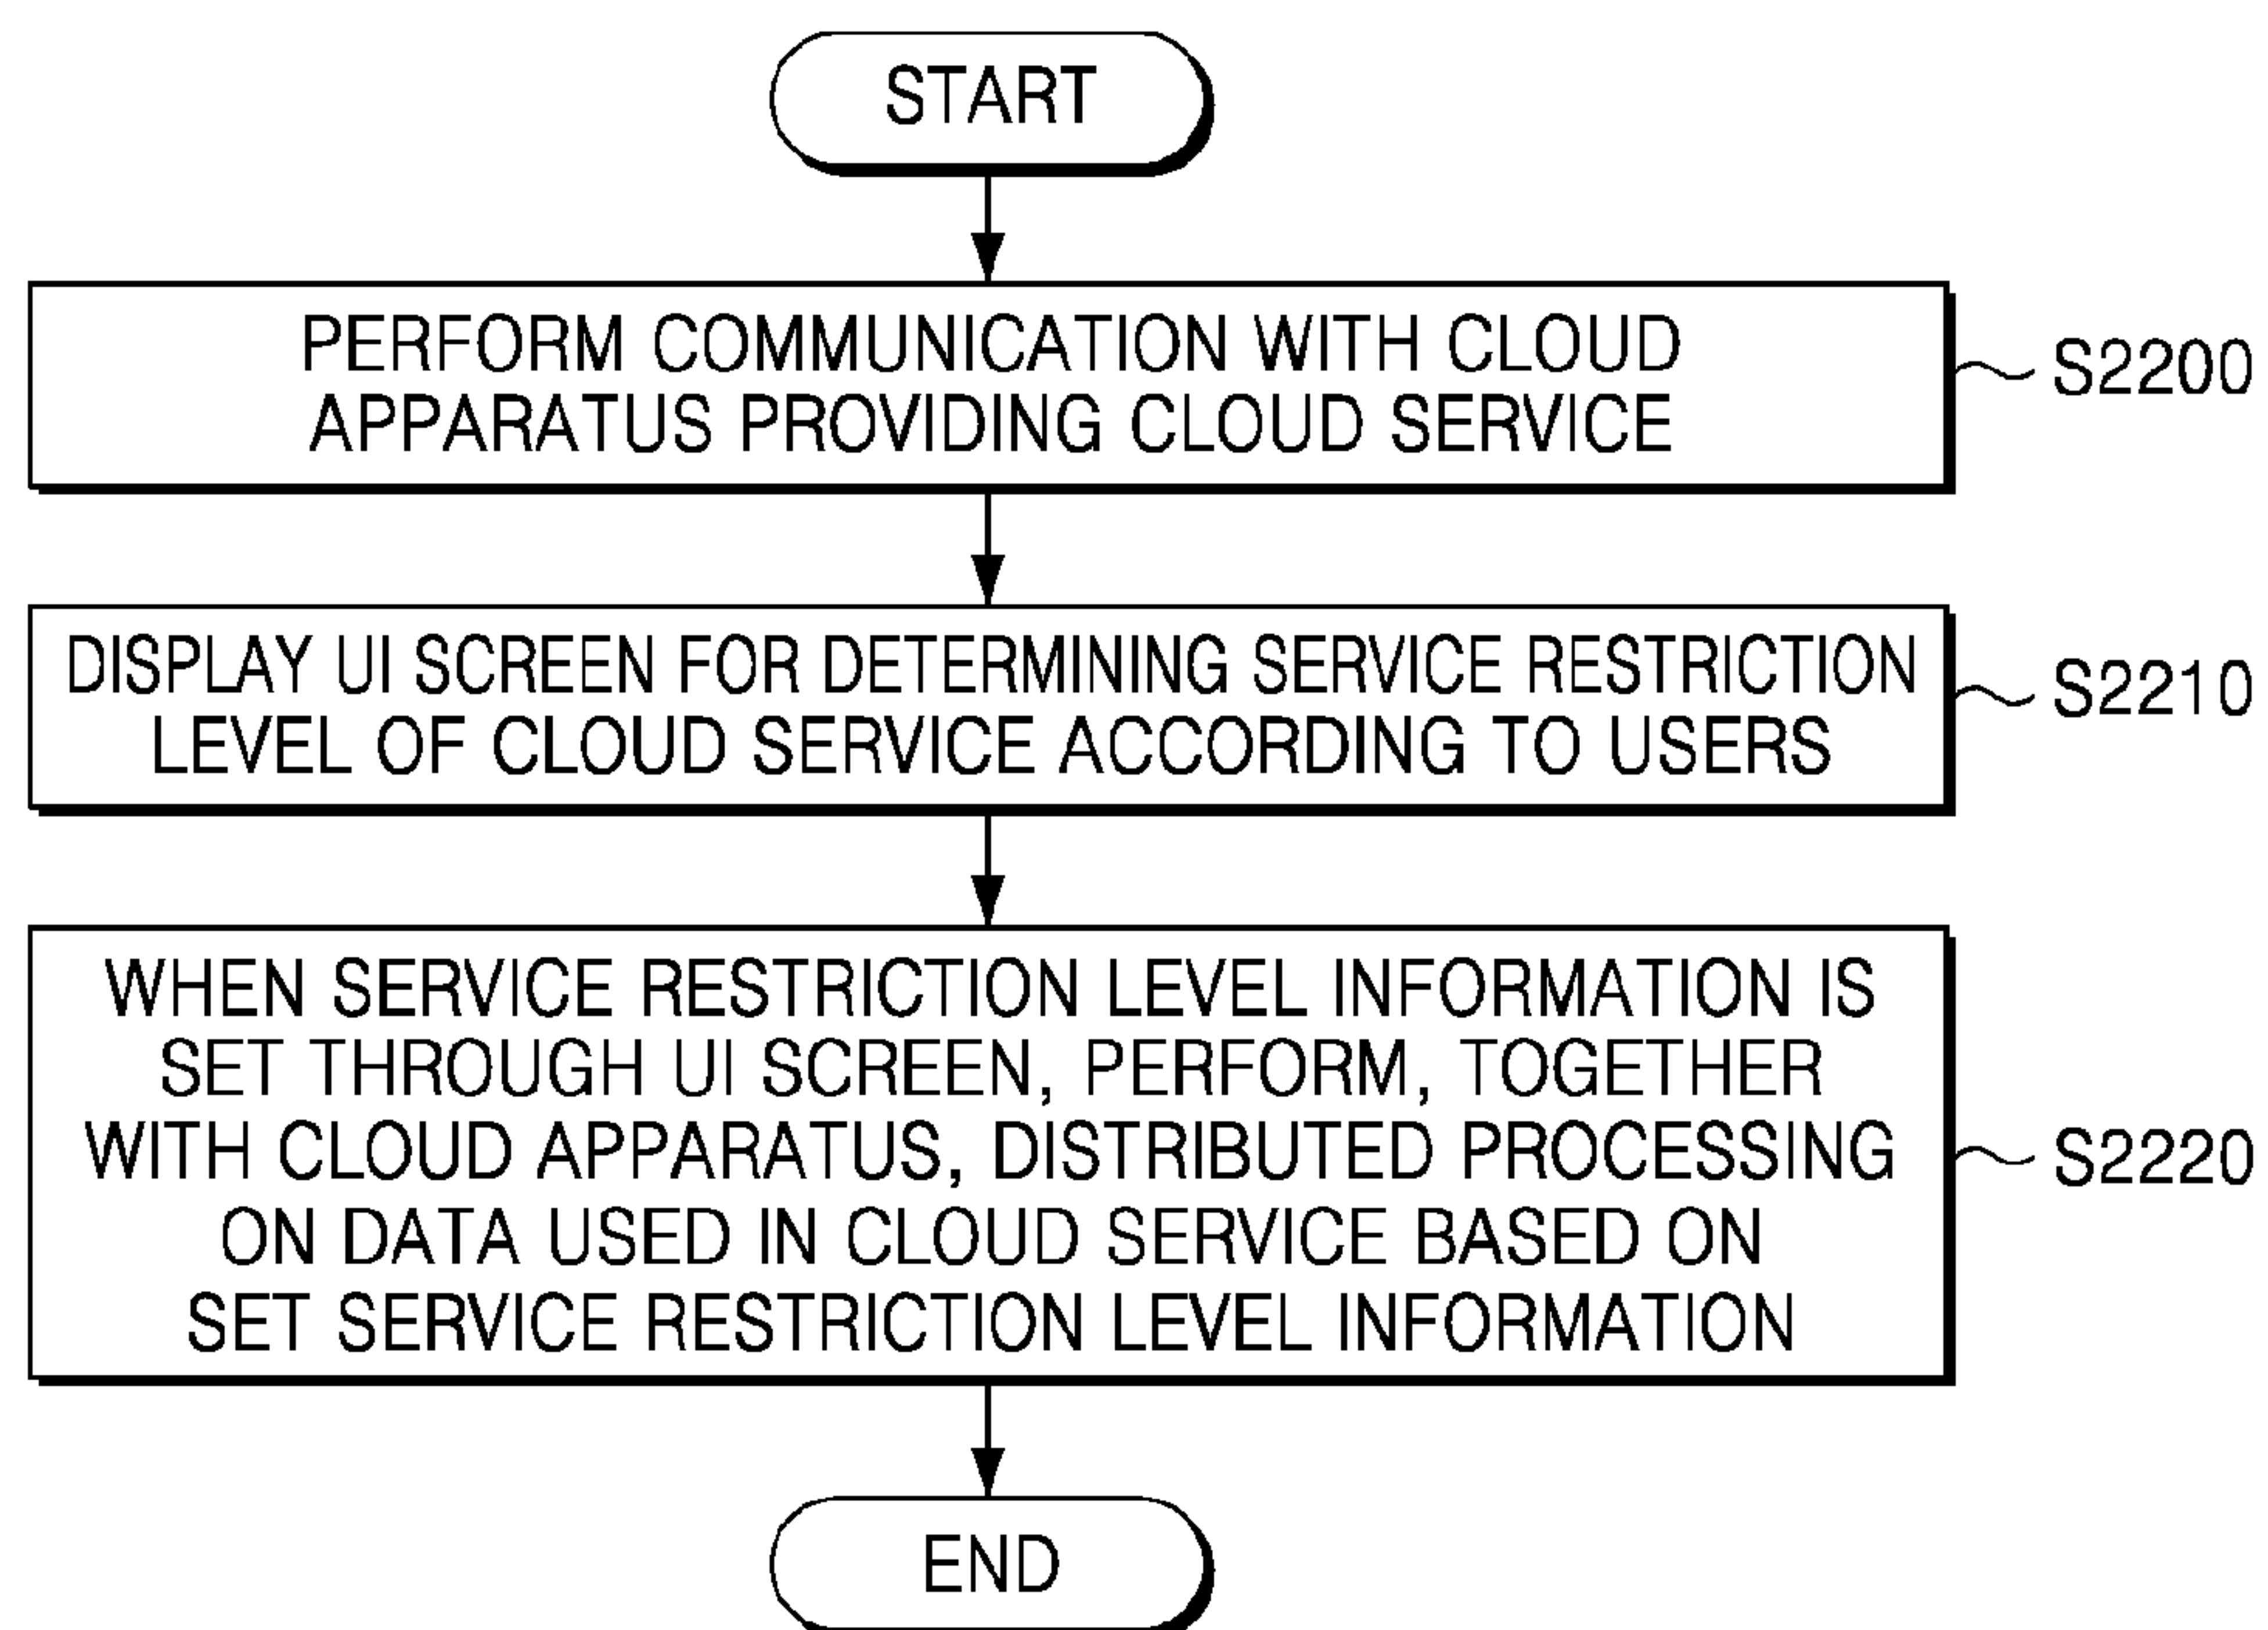 START
PERFORM COMMUNICATION WITH CLOUD
APPARATUS PROVIDING CLOUD SERVICE
S2200
DISPLAY UI SCREEN FOR DETERMINING SERVICE RESTRICTION
LEVEL OF CLOUD SERVICE ACCORDING TO USERS
S2210
WHEN SERVICE RESTRICTION LEVEL INFORMATION IS
SET THROUGH UI SCREEN, PERFORM, TOGETHER
WITH CLOUD APPARATUS, DISTRIBUTED PROCESSING
ON DATA USED IN CLOUD SERVICE BASED ON
SET SERVICE RESTRICTION LEVEL INFORMATION
S2220
END